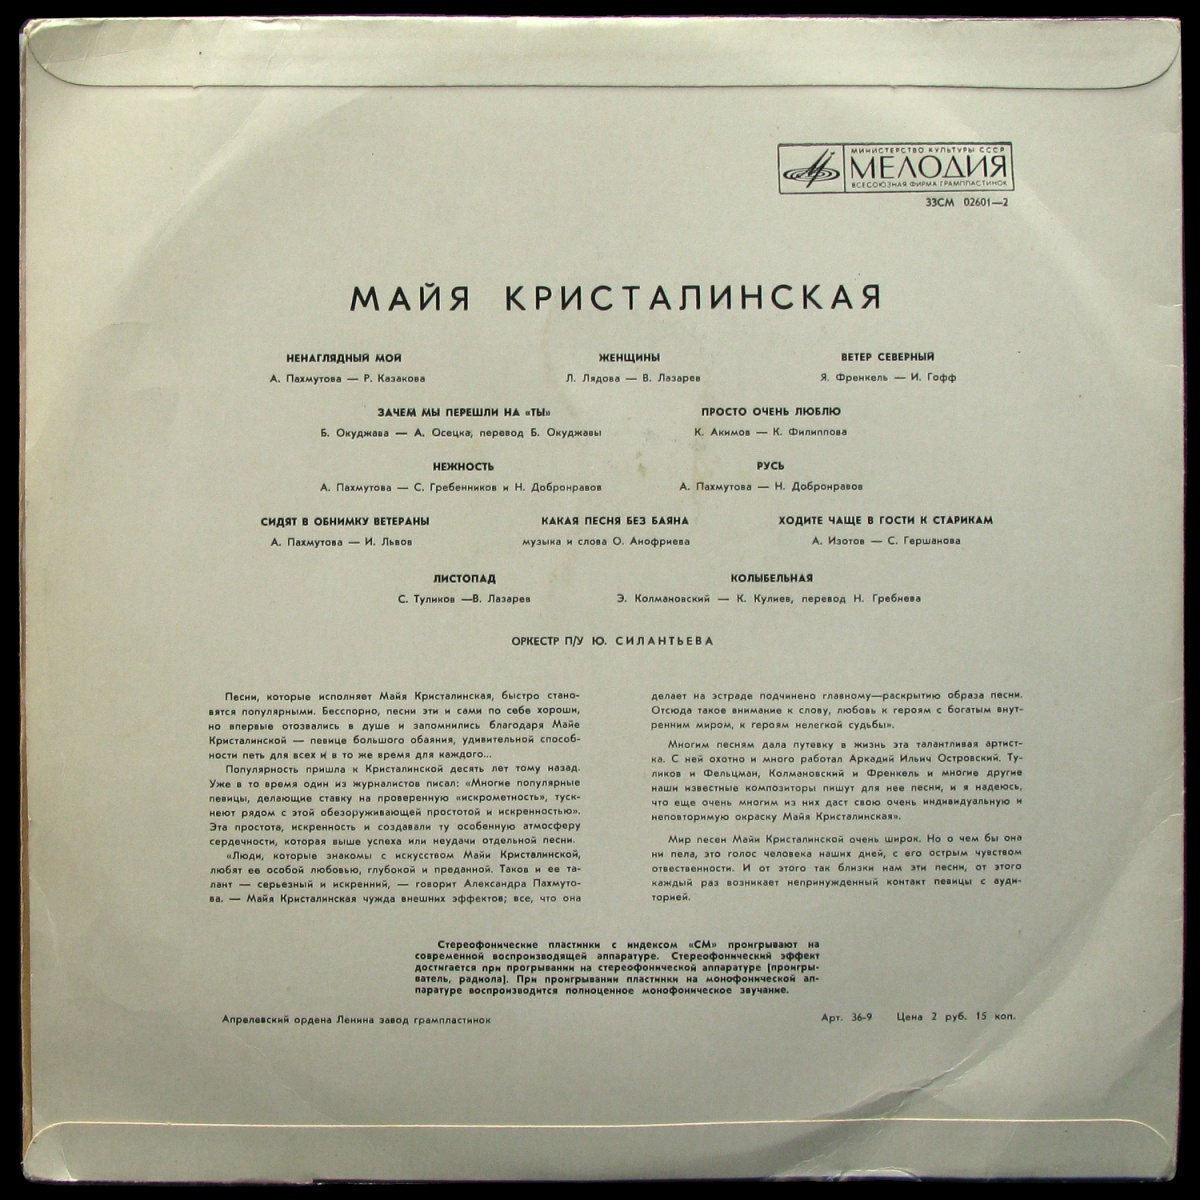 МИНИСТЕРСТВО КУЛЬТУРЫ СССР
МЕЛОДИЯ
ВСЕСОЮЗНАЯ ФИРМА ГРАМПЛАСТИНОК
33СМ 02601—2
МАЙЯ КРИСТАЛИНСКАЯ
НЕНАГЛЯДНЫЙ МОЙ ЖЕНЩИНЫ ВЕТЕР СЕВЕРНЫЙ
А. Пахмутова — Р. Казакова Л. Лядова — В. Лазарев Я. Френкель — И. Гофф
ЗАЧЕМ МЫ ПЕРЕШЛИ НА «ТЫ» ПРОСТО ОЧЕНЬ ЛЮБЛЮ
Б. Окуджава — А. Осецка, перевод Б. Окуджавы К. Акимов — К. Филиппова
НЕЖНОСТЬ РУСЬ
А. Пахмутова — С. Гребенников и Н. Добронравов А. Пахмутова — Н. Добронравов
СИДЯТ В ОБНИМКУ ВЕТЕРАНЫ КАКАЯ ПЕСНЯ БЕЗ БАЯНА ХОДИТЕ ЧАЩЕ В ГОСТИ К СТАРИКАМ
А. Пахмутова — И. Львов музыка и слова О. Анофриева А. Изотов — С. Гершанова
ЛИСТОПАД КОЛЫБЕЛЬНАЯ
С. Туликов —В. Лазарев Э. Колмановский — К. Кулиев, перевод Н. Гребнева
ОРКЕСТР П/У Ю. СИЛАНТЬЕВА
Песни, которые исполняет Майя Кристалинская, быстро стано-
вятся популярными. Бесспорно, песни эти и сами по себе хороши,
но впервые отозвались в душе и запомнились благодаря Майе
Кристалинской — певице большого обаяния, удивительной способ-
ности петь для всех и в то же время для каждого...
Популярность пришла к Кристалинской десять лет тому назад.
Уже в то время один из журналистов писал: «Многие популярные
певицы, делающие ставку на проверенную «искрометность», туск-
неют рядом с этой обезоруживающей простотой и искренностью».
Эта простота, искренность и создавали ту особенную атмосферу
сердечности, которая выше успеха или неудачи отдельной песни.
«Люди, которые знакомы с искусством Майи Кристалинской,
любят ее особой любовью, глубокой и преданной. Таков и ее та-
лант — серьезный и искренний, — говорит Александра Пахмуто-
ва. — Майя Кристалинская чужда внешних эффектов; все, что она
делает на эстраде подчинено главному—раскрытию образа песни.
Отсюда такое внимание к слову, любовь к героям с богатым внут-
ренним миром, к героям нелегкой судьбы».
Многим песням дала путевку в жизнь эта талантливая артист-
ка. С ней охотно и много работал Аркадий Ильич Островский. Ту-
ликов и Фельцман, Колмановский и Френкель и многие другие
наши известные композиторы пишут для нее песни, и я надеюсь,
что еще очень многим из них даст свою очень индивидуальную и
неповторимую окраску Майя Кристалинская».
Мир песен Майи Кристалинской очень широк. Но о чем бы она
ни пела, это голос человека наших дней, с его острым чувством
ответственности. И от этого так близки нам эти песни, от этого
каждый раз возникает непринужденный контакт певицы с ауди-
торией.
Стереофонические пластинки с индексом «СМ» проигрывают на
современной воспроизводящей аппаратуре. Стереофонический эффект
достигается при прогрывании на стереофонической аппаратуре (проигры-
ватель, радиола). При проигрывании пластинки на монофонической ап-
паратуре воспроизводится полноценное монофоническое звучание.
Апрелевский ордена Ленина завод грампластинок Арт. 36-9 Цена 2 руб. 15 коп.